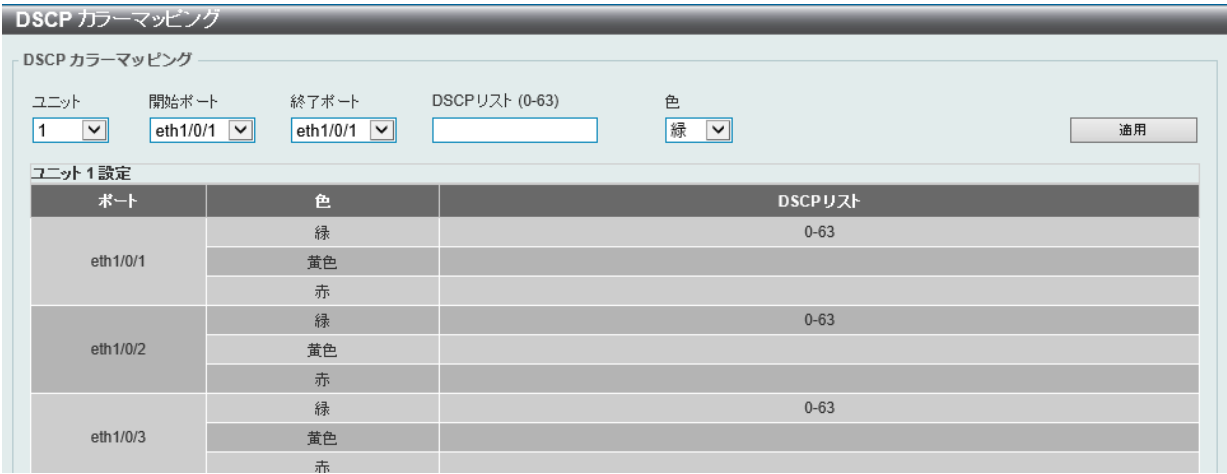 DSCP カラーマッピング
DSCP カラーマッピング
ユニット 開始ポート 終了ポート DSCPリスト (0-63) 色
1 eth1/0/1 eth1/0/1 緑 適用
ユニット 1 設定
ポート 色 DSCPリスト
eth1/0/1 緑 0-63
黄色
赤
eth1/0/2 緑 0-63
黄色
赤
eth1/0/3 緑 0-63
黄色
赤